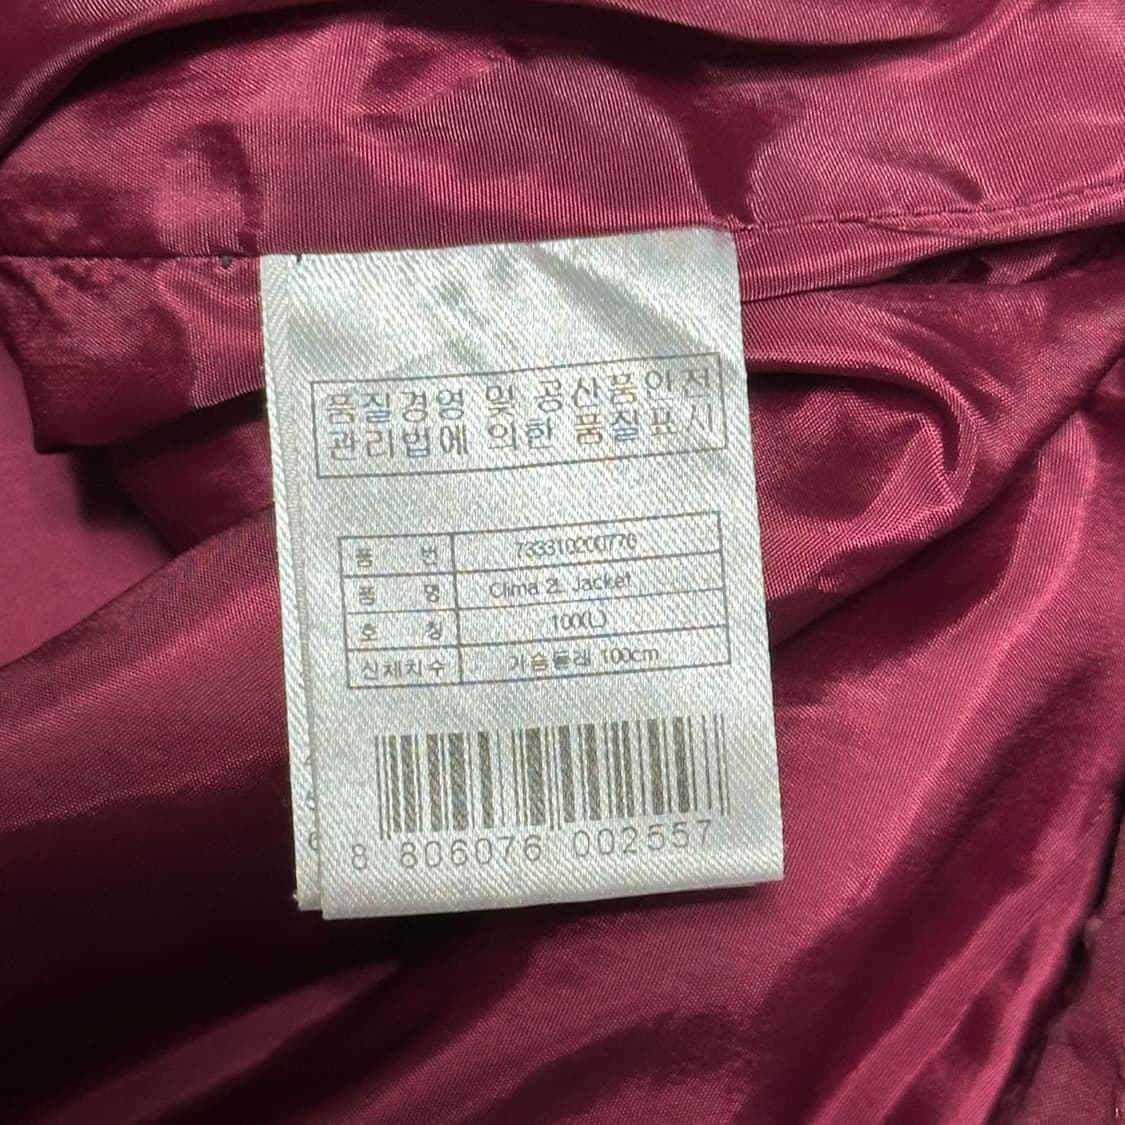 품질경영 및 공산품안전
관리법에 의한 품질표시
품 번
품 명 Clima 2. Jacket
호 칭 100(L)
신체치수 가슴둘레 100cm
8 806076 002557